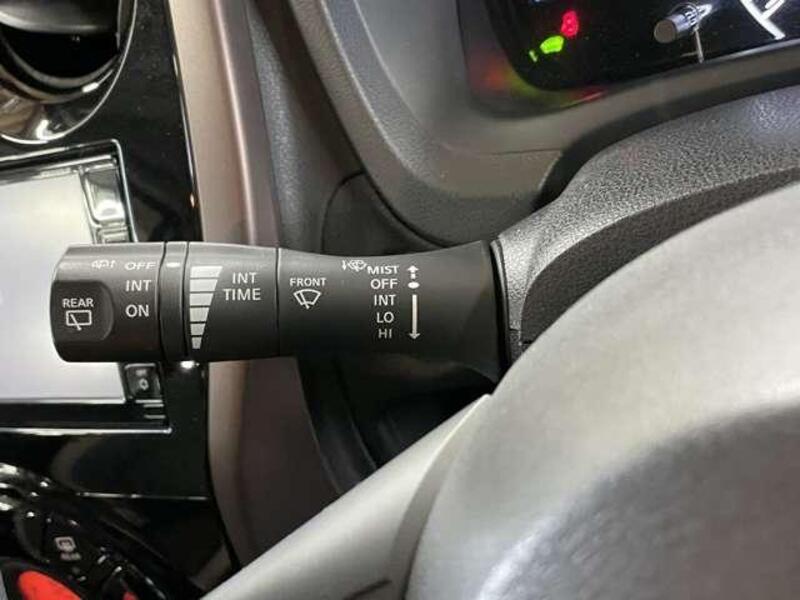 REAR
OFF
INT
ON
INT
TIME
FRONT
MIST
OFF
INT
LO
HI